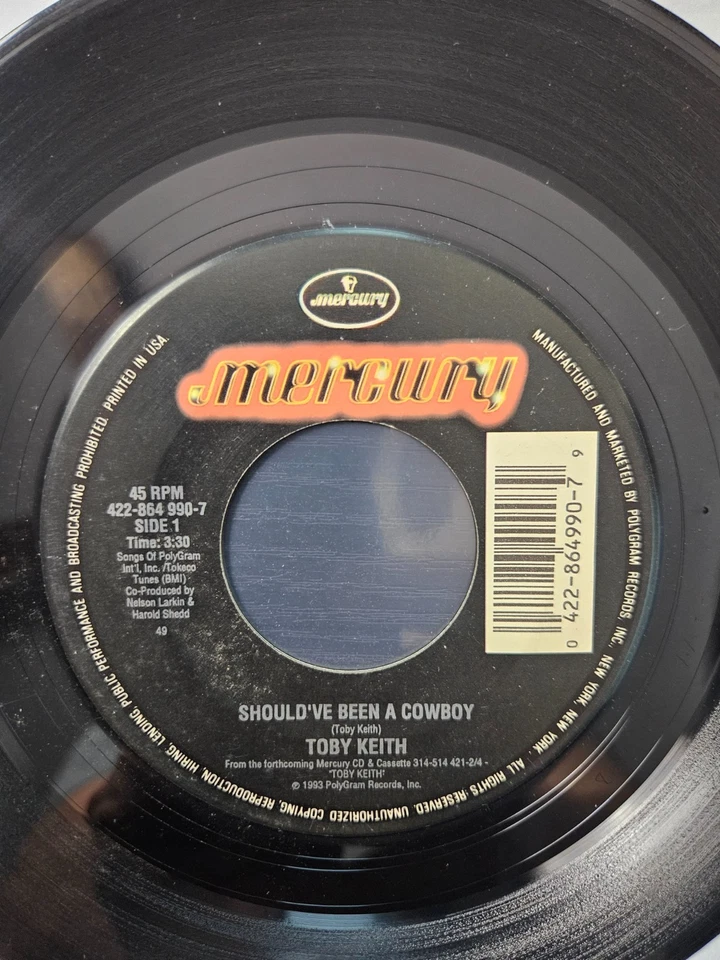 mercury
mercury
45 RPM
422-864 990-7
SIDE 1
Time: 3:30
Songs Of PolyGram
Int'l, Inc. /Tokeco
Tunes (BMI)
Co-Produced by
Nelson Larkin &
Harold Shedd
49
0 422-864990-7 9
SHOULD'VE BEEN A COWBOY
(Toby Keith)
TOBY KEITH
From the forthcoming Mercury CD & Cassette 314-514 421-2/4 -
"TOBY KEITH"
℗ 1993 PolyGram Records, Inc.
MANUFACTURED AND MARKETED BY POLYGRAM RECORDS, INC., NEW YORK, NEW YORK. ALL RIGHTS RESERVED. UNAUTHORIZED COPYING, REPRODUCTION, HIRING, LENDING, PUBLIC PERFORMANCE AND BROADCASTING PROHIBITED. PRINTED IN USA.